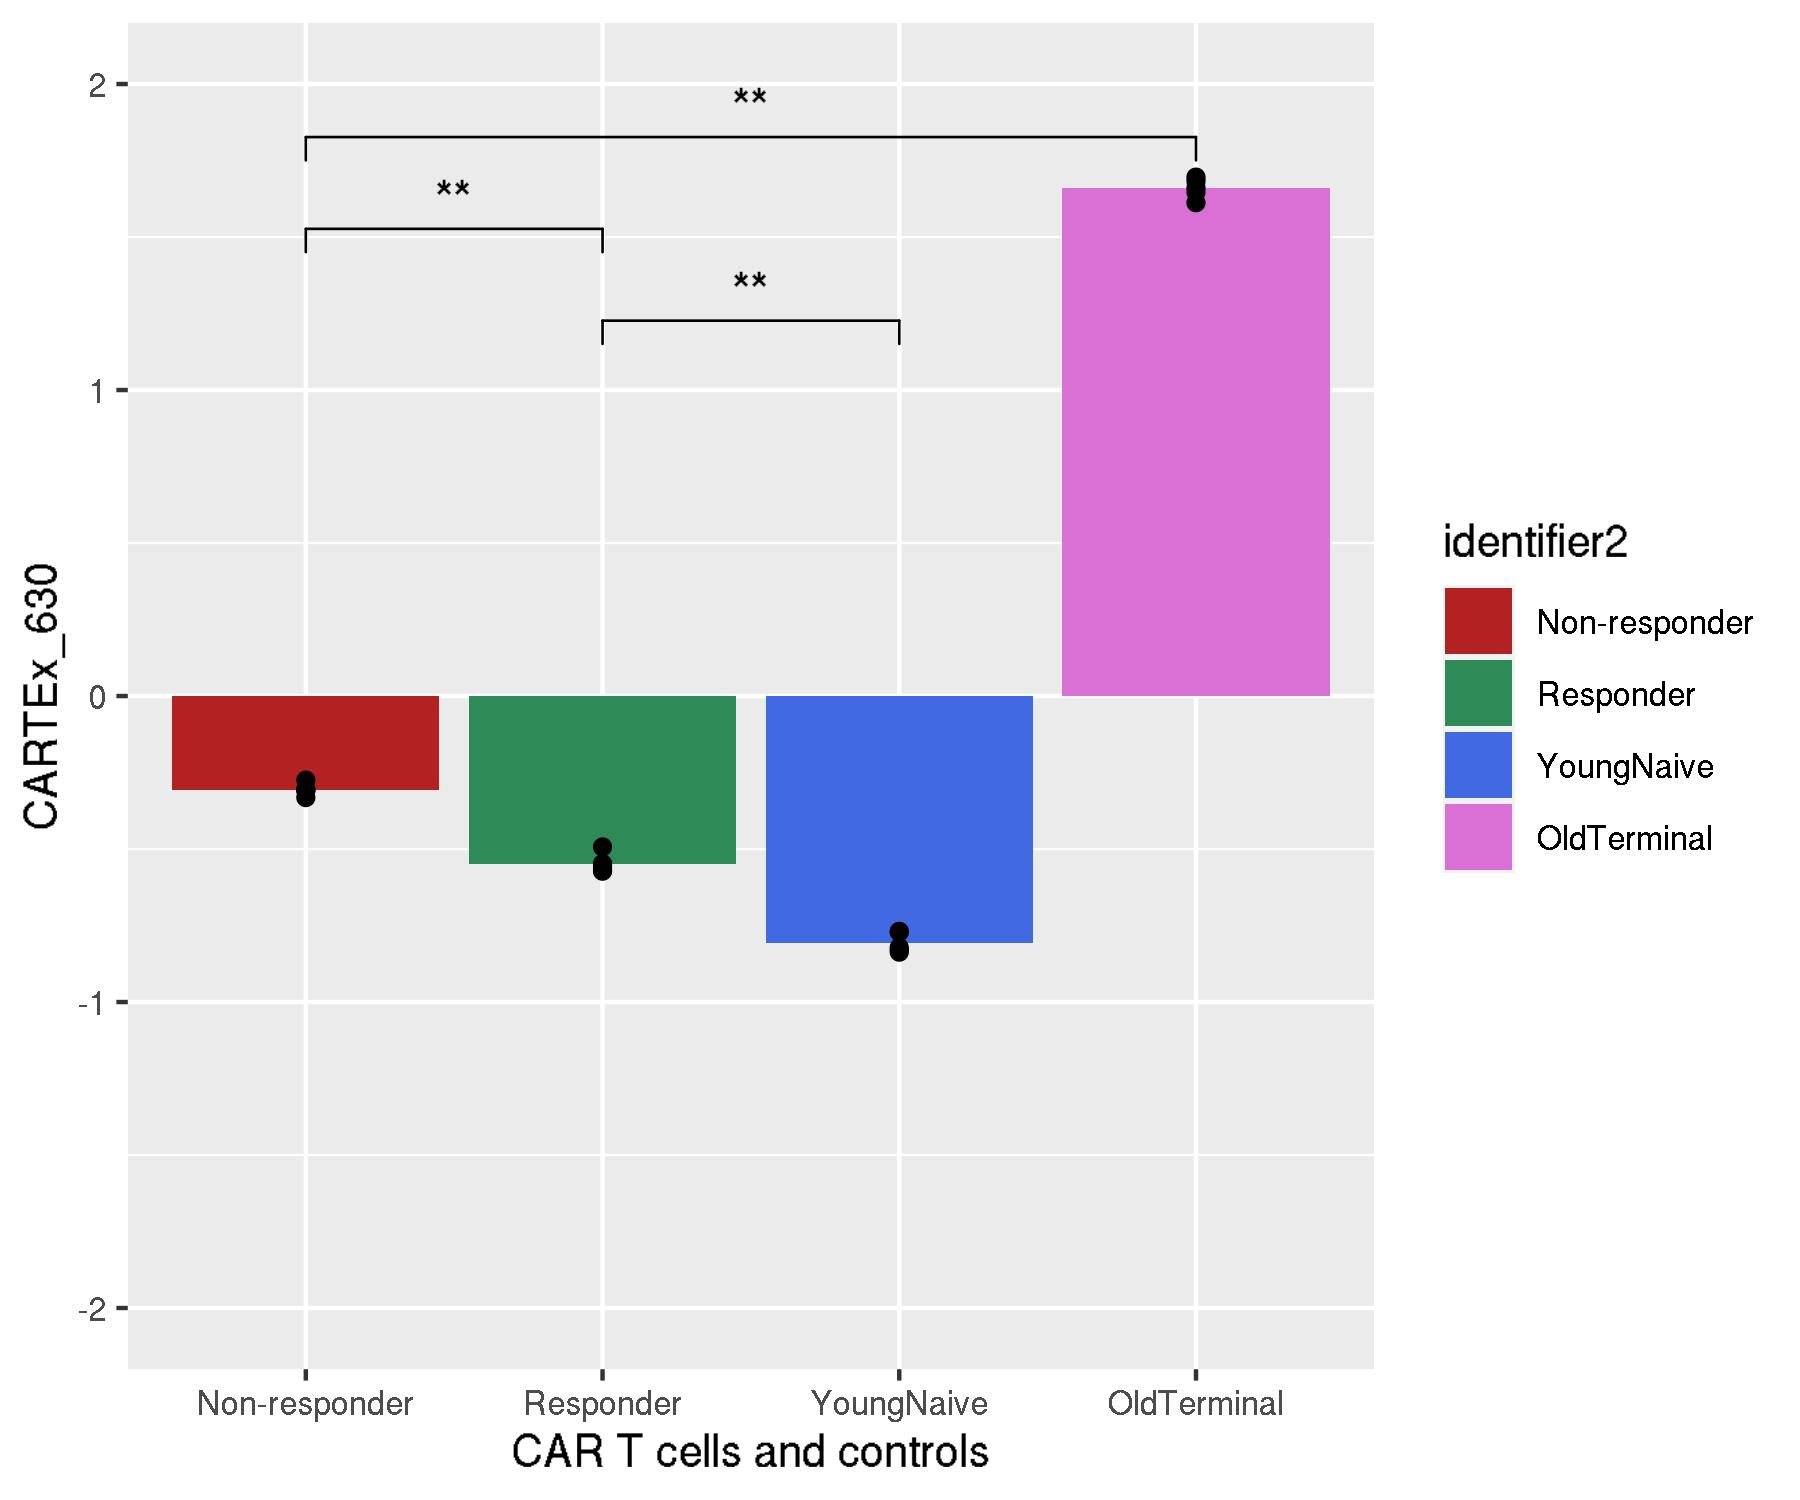 2
1
0
-1
-2
CARTEx_630
**
**
**
Non-responder
Responder
YoungNaive
OldTerminal
CAR T cells and controls
identifier2
Non-responder
Responder
YoungNaive
OldTerminal